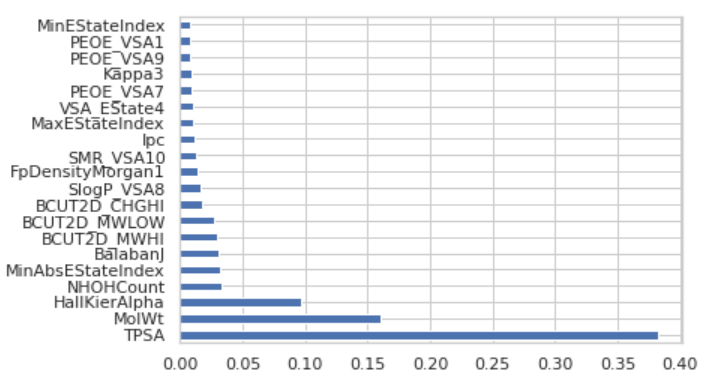 MinEStateIndex
PEOE_VSA1
PEOE_VSA9
Kappa3
PEOE_VSA7
VSA_EState4
MaxEStateIndex
Ipc
SMR_VSA10
FpDensityMorgan1
SlogP_VSA8
BCUT2D_CHGHI
BCUT2D_MWLOW
BCUT2D_MWHI
BalabanJ
MinAbsEStateIndex
NHOHCount
HallKierAlpha
MolWt
TPSA
0.00 0.05 0.10 0.15 0.20 0.25 0.30 0.35 0.40